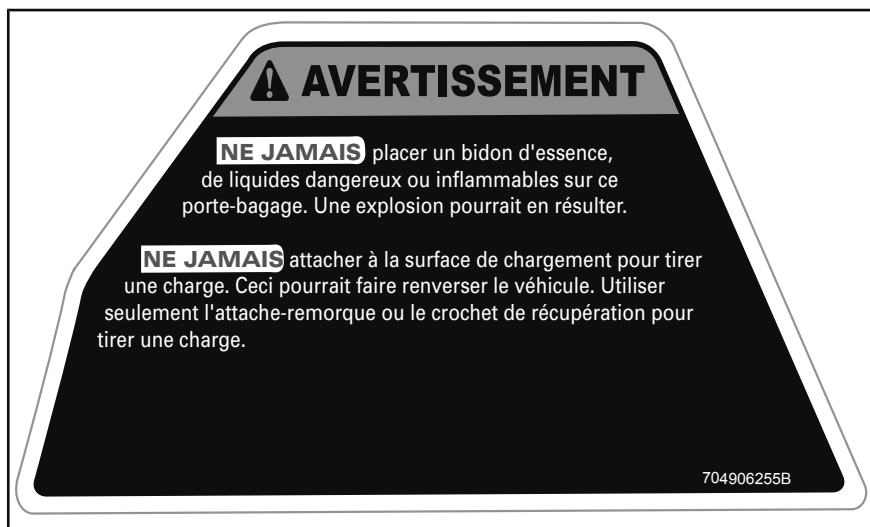 AVERTISSEMENT
NE JAMAIS placer un bidon d'essence,
de liquides dangereux ou inflammables sur ce
porte-bagage. Une explosion pourrait en résulter.
NE JAMAIS attacher à la surface de chargement pour tirer
une charge. Ceci pourrait faire renverser le véhicule. Utiliser
seulement l'attache-remorque ou le crochet de récupération pour
tirer une charge.
704906255B